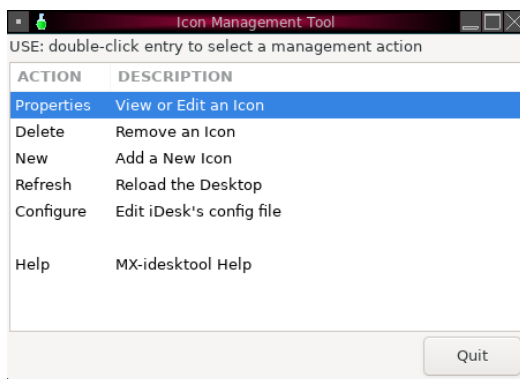 Icon Management Tool
USE: double-click entry to select a management action
ACTION DESCRIPTION
Properties View or Edit an Icon
Delete Remove an Icon
New Add a New Icon
Refresh Reload the Desktop
Configure Edit iDesk's config file
Help MX-idesktool Help
Quit